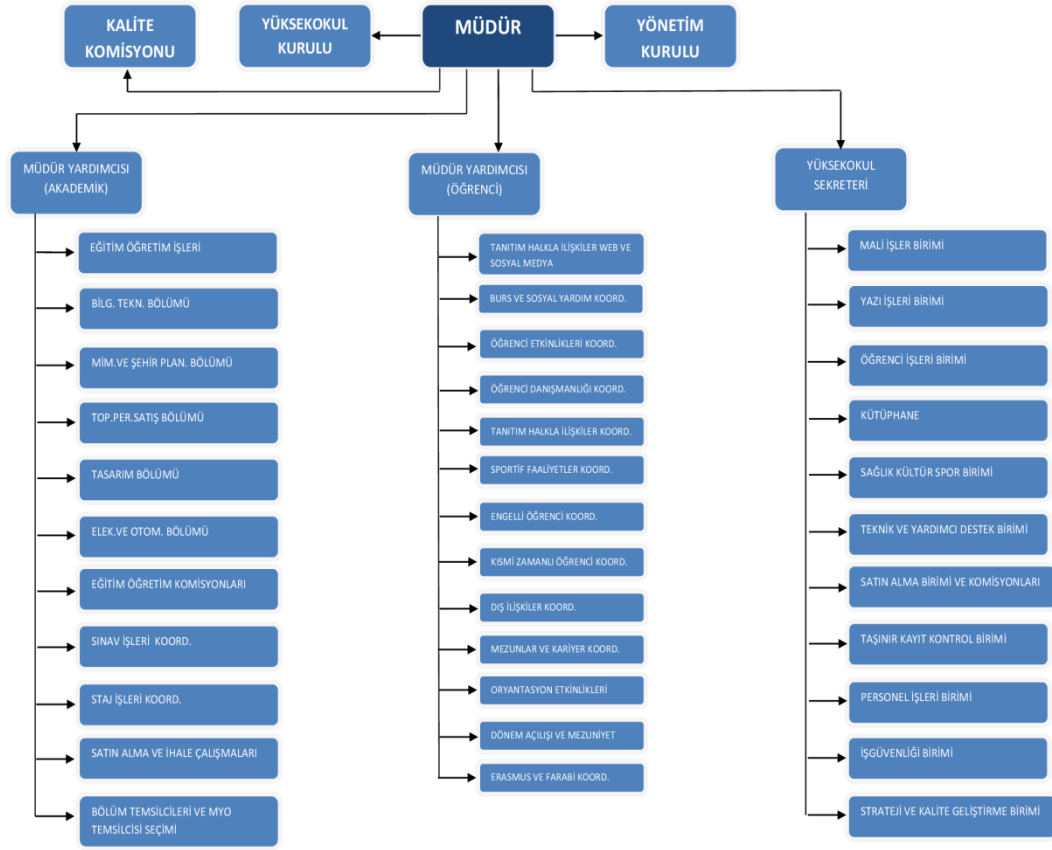 KALİTE
KOMİSYONU
YÜKSEKOKUL
KURULU
MÜDÜR
YÖNETİM
KURULU
MÜDÜR YARDIMCISI
(AKADEMİK)
EĞİTİM ÖĞRETİM İŞLERİ
BİLG. TEKN. BÖLÜMÜ
MİM.VE ŞEHİR PLAN. BÖLÜMÜ
TOP.PER.SATIŞ BÖLÜMÜ
TASARIM BÖLÜMÜ
ELEK.VE OTOM. BÖLÜMÜ
EĞİTİM ÖĞRETİM KOMİSYONLARI
SINAV İŞLERİ KOORD.
STAJ İŞLERİ KOORD.
SATIN ALMA VE İHALE ÇALIŞMALARI
BÖLÜM TEMSİLCİLERİ VE MYO
TEMSİLCİSİ SEÇİMİ
MÜDÜR YARDIMCISI
(ÖĞRENCİ)
TANITIM HALKLA İLİŞKİLER WEB VE
SOSYAL MEDYA
BURS VE SOSYAL YARDIM KOORD.
ÖĞRENCİ ETKİNLİKLERİ KOORD.
ÖĞRENCİ DANIŞMANLIĞI KOORD.
TANITIM HALKLA İLİŞKİLER KOORD.
SPORTİF FAALİYETLER KOORD.
ENGELLİ ÖĞRENCİ KOORD.
KISMİ ZAMANLI ÖĞRENCİ KOORD.
DIŞ İLİŞKİLER KOORD.
MEZUNLAR VE KARİYER KOORD.
ORYANTASYON ETKİNLİKLERİ
DÖNEM AÇILIŞI VE MEZUNİYET
ERASMUS VE FARABİ KOORD.
YÜKSEKOKUL
SEKRETERİ
MALİ İŞLER BİRİMİ
YAZI İŞLERİ BİRİMİ
ÖĞRENCİ İŞLERİ BİRİMİ
KÜTÜPHANE
SAĞLIK KÜLTÜR SPOR BİRİMİ
TEKNİK VE YARDIMCI DESTEK BİRİMİ
SATIN ALMA BİRİMİ VE KOMİSYONLARI
TAŞINIR KAYIT KONTROL BİRİMİ
PERSONEL İŞLERİ BİRİMİ
İŞGÜVENLİĞİ BİRİMİ
STRATEJİ VE KALİTE GELİŞTİRME BİRİMİ